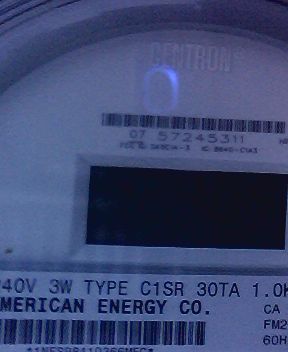 CENTRON®
07 57245311
240V 3W TYPE C1SR 30TA 1.0K
AMERICAN ENERGY CO.
CA
FM2
60H